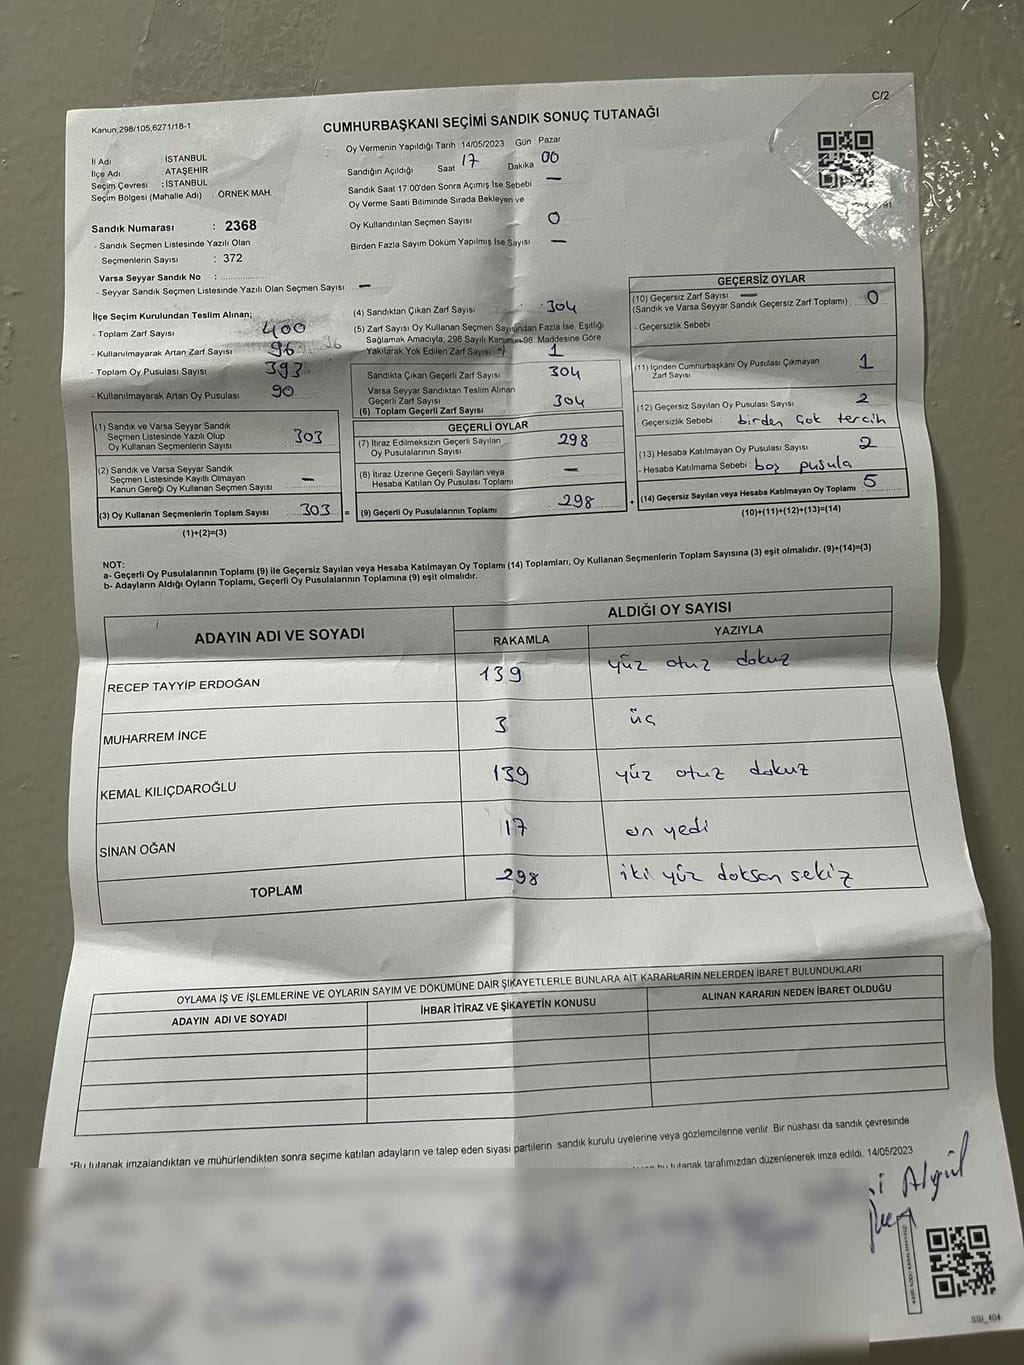 C/2
Kanun,298/105,6271/18-1
CUMHURBAŞKANI SEÇİMİ SANDIK SONUÇ TUTANAĞI
İl Adı İSTANBUL
İlçe Adı ATAŞEHİR
Seçim Çevresi : İSTANBUL
Seçim Bölgesi (Mahalle Adı) : ÖRNEK MAH.
Sandık Numarası : 2368
- Sandık Seçmen Listesinde Yazılı Olan
Seçmenlerin Sayısı : 372
Varsa Seyyar Sandık No :
- Seyyar Sandık Seçmen Listesinde Yazılı Olan Seçmen Sayısı: –
Oy Vermenin Yapıldığı Tarih : 14/05/2023 Gün : Pazar
Sandığın Açıldığı Saat 17 Dakika 00
Sandık Saat 17:00'den Sonra Açımış İse Sebebi –
Oy Verme Saati Bitiminde Sırada Bekleyen ve
Oy Kullandırılan Seçmen Sayısı 0
Birden Fazla Sayım Döküm Yapılmış İse Sayısı –
İlçe Seçim Kurulundan Teslim Alınan;
- Toplam Zarf Sayısı 400
- Kullanılmayarak Artan Zarf Sayısı 96 96
- Toplam Oy Pusulası Sayısı 393
- Kullanılmayarak Artan Oy Pusulası 90
(4) Sandıktan Çıkan Zarf Sayısı : 304
(5) Zarf Sayısı Oy Kullanan Seçmen Sayısından Fazla İse, Eşitliği
Sağlamak Amacıyla, 298 Sayılı Kanunun 98. Maddesine Göre
Yakılarak Yok Edilen Zarf Sayısı 1
Sandıkta Çıkan Geçerli Zarf Sayısı 304
Varsa Seyyar Sandıktan Teslim Alınan
Geçerli Zarf Sayısı
(6) Toplam Geçerli Zarf Sayısı 304
(1) Sandık ve Varsa Seyyar Sandık
Seçmen Listesinde Yazılı Olup
Oy Kullanan Seçmenlerin Sayısı 303
(2) Sandık ve Varsa Seyyar Sandık
Seçmen Listesinde Kayıtlı Olmayan
Kanun Gereği Oy Kullanan Seçmen Sayısı –
(3) Oy Kullanan Seçmenlerin Toplam Sayısı 303 =
(1)+(2)=(3)
GEÇERLİ OYLAR
(7) İtiraz Edilmeksizin Geçerli Sayılan
Oy Pusulalarının Sayısı 298
(8) İtiraz Üzerine Geçerli Sayılan veya
Hesaba Katılan Oy Pusulası Toplamı –
(9) Geçerli Oy Pusulalarının Toplamı 298 +
GEÇERSİZ OYLAR
(10) Geçersiz Zarf Sayısı –
(Sandık ve Varsa Seyyar Sandık Geçersiz Zarf Toplamı) 0
- Geçersizlik Sebebi
(11) İçinden Cumhurbaşkanı Oy Pusulası Çıkmayan
Zarf Sayısı 1
(12) Geçersiz Sayılan Oy Pusulası Sayısı 2
- Geçersizlik Sebebi : birden çok tercih
(13) Hesaba Katılmayan Oy Pusulası Sayısı 2
- Hesaba Katılmama Sebebi : boş pusula
(14) Geçersiz Sayılan veya Hesaba Katılmayan Oy Toplamı 5
(10)+(11)+(12)+(13)=(14)
NOT:
a- Geçerli Oy Pusulalarının Toplamı (9) ile Geçersiz Sayılan veya Hesaba Katılmayan Oy Toplamı (14) Toplamları, Oy Kullanan Seçmenlerin Toplam Sayısına (3) eşit olmalıdır. (9)+(14)=(3)
b- Adayların Aldığı Oyların Toplamı, Geçerli Oy Pusulalarının Toplamına (9) eşit olmalıdır.
ADAYIN ADI VE SOYADI ALDIĞI OY SAYISI
RAKAMLA YAZIYLA
RECEP TAYYİP ERDOĞAN 139 yüz otuz dokuz
MUHARREM İNCE 3 üç
KEMAL KILIÇDAROĞLU 139 yüz otuz dokuz
SİNAN OĞAN 17 on yedi
TOPLAM 298 iki yüz doksan sekiz
OYLAMA İŞ VE İŞLEMLERİNE VE OYLARIN SAYIM VE DÖKÜMÜNE DAİR ŞİKAYETLERLE BUNLARA AİT KARARLARIN NELERDEN İBARET BULUNDUKLARI
ADAYIN ADI VE SOYADI İHBAR İTİRAZ VE ŞİKAYETİN KONUSU ALINAN KARARIN NEDEN İBARET OLDUĞU
*Bu tutanak imzalandıktan ve mühürlendikten sonra seçime katılan adayların ve talep eden siyasi partilerin sandık kurulu üyelerine veya gözlemcilerine verilir. Bir nüshası da sandık çevresinde
bu tutanak tarafımızdan düzenlenerek imza edildi. 14/05/2023